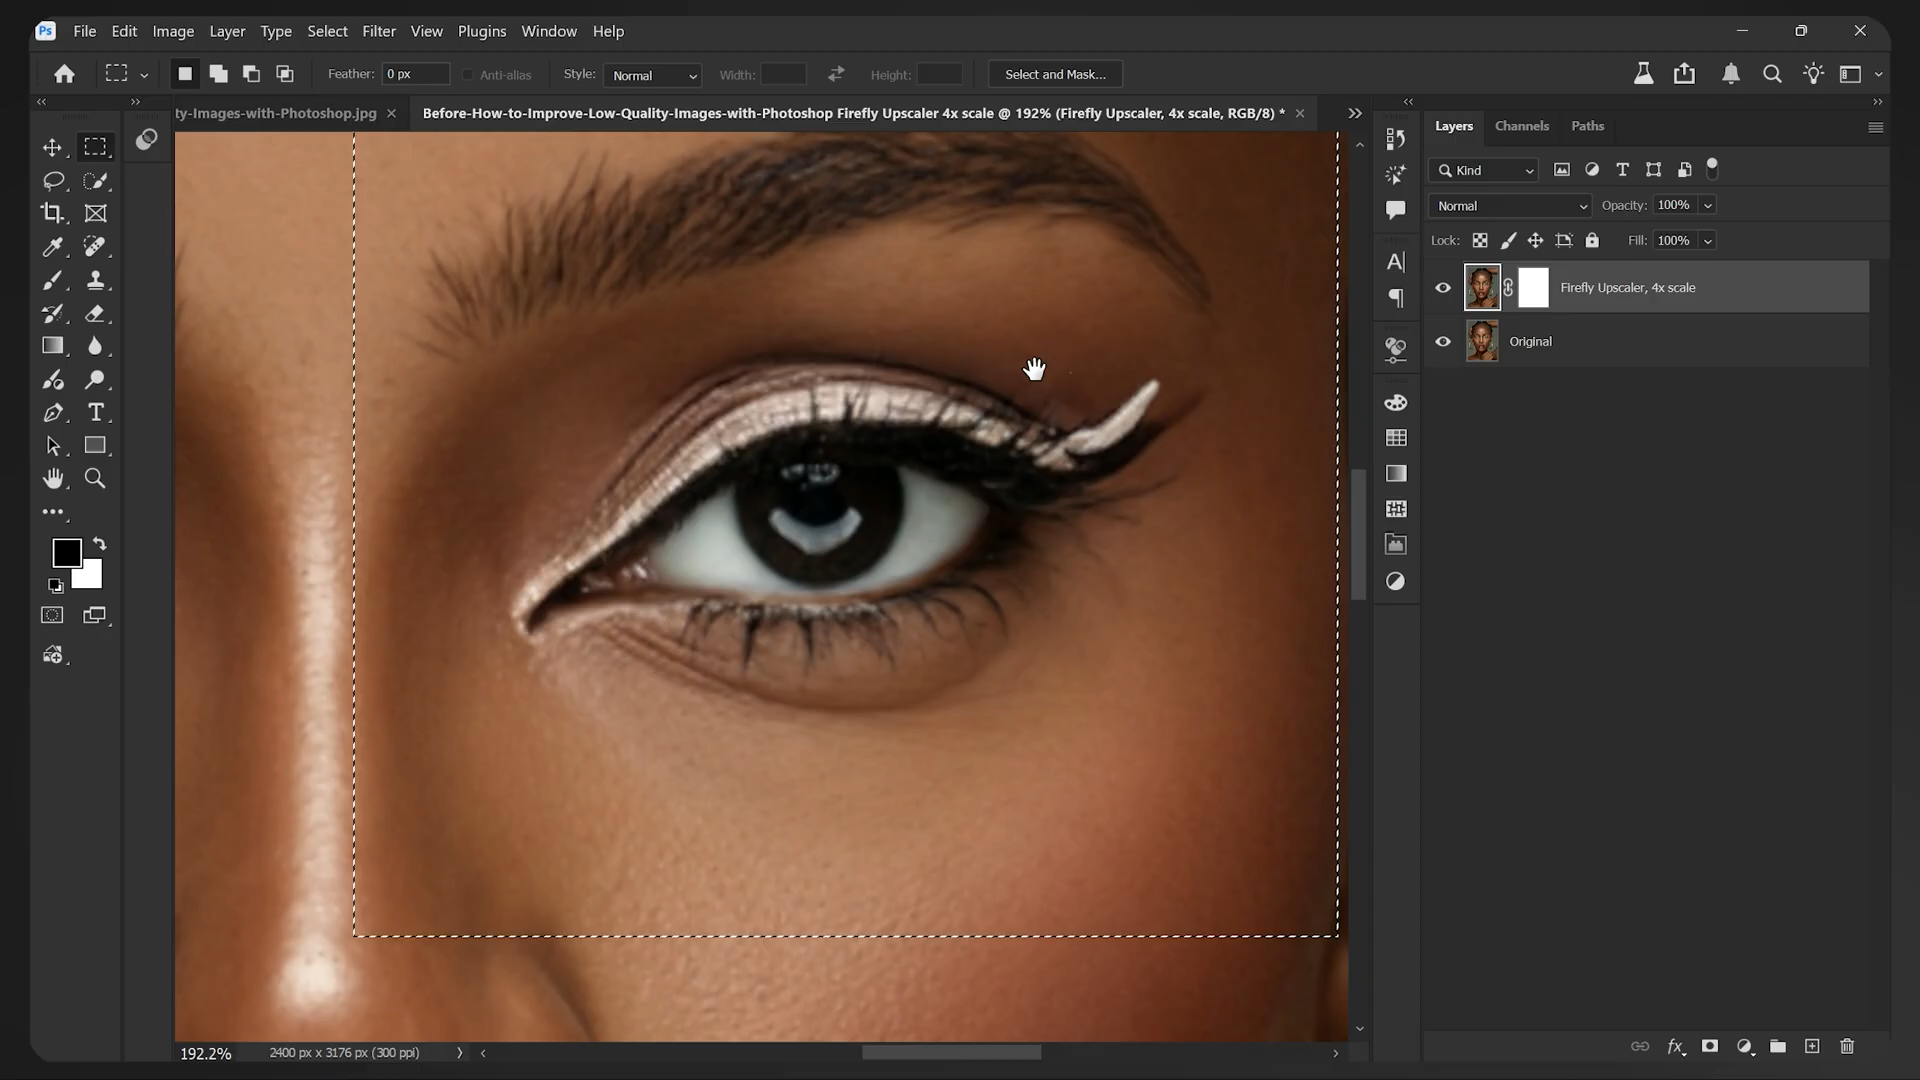 Ps File Edit Image Layer Type Select Filter View Plugins Window Help
Feather: 0 px Anti-alias Style: Normal Width: Height: Select and Mask...
ty-Images-with-Photoshop.jpg Before-How-to-Improve-Low-Quality-Images-with-Photoshop Firefly Upscaler 4x scale @ 192% (Firefly Upscaler, 4x scale, RGB/8) *
Layers Channels Paths
Kind
Normal Opacity: 100%
Lock: Fill: 100%
Firefly Upscaler, 4x scale
Original
192.2% 2400 px x 3176 px (300 ppi)